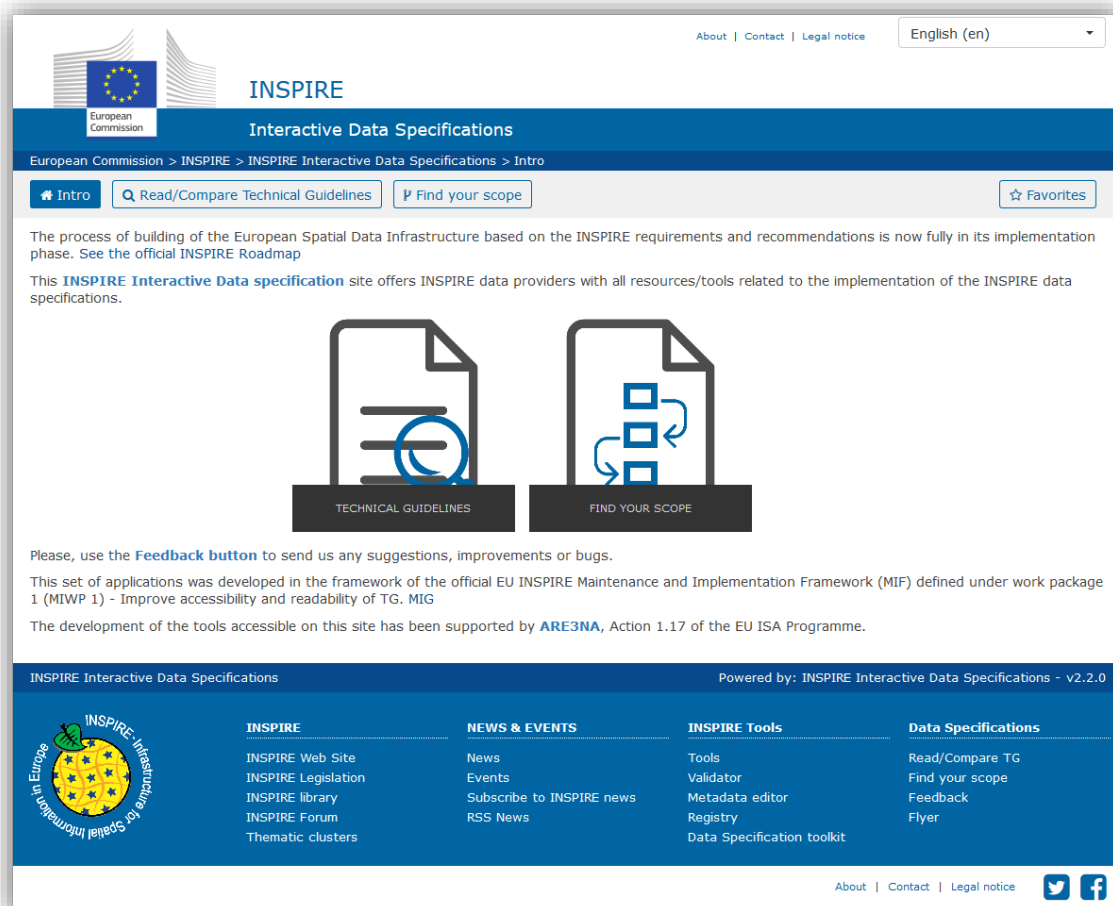 About | Contact | Legal notice
English (en)
European
Commission
INSPIRE
Interactive Data Specifications
European Commission > INSPIRE > INSPIRE Interactive Data Specifications > Intro
Intro
Read/Compare Technical Guidelines
Find your scope
Favorites
The process of building of the European Spatial Data Infrastructure based on the INSPIRE requirements and recommendations is now fully in its implementation
phase. See the official INSPIRE Roadmap
This INSPIRE Interactive Data specification site offers INSPIRE data providers with all resources/tools related to the implementation of the INSPIRE data
specifications.
TECHNICAL GUIDELINES
FIND YOUR SCOPE
Please, use the Feedback button to send us any suggestions, improvements or bugs.
This set of applications was developed in the framework of the official EU INSPIRE Maintenance and Implementation Framework (MIF) defined under work package
1 (MIWP 1) - Improve accessibility and readability of TG. MIG
The development of the tools accessible on this site has been supported by ARE3NA, Action 1.17 of the EU ISA Programme.
INSPIRE Interactive Data Specifications
Powered by: INSPIRE Interactive Data Specifications - v2.2.0
INSPIRE - Infrastructure for Spatial Information in Europe
INSPIRE
INSPIRE Web Site
INSPIRE Legislation
INSPIRE library
INSPIRE Forum
Thematic clusters
NEWS & EVENTS
News
Events
Subscribe to INSPIRE news
RSS News
INSPIRE Tools
Tools
Validator
Metadata editor
Registry
Data Specification toolkit
Data Specifications
Read/Compare TG
Find your scope
Feedback
Flyer
About | Contact | Legal notice